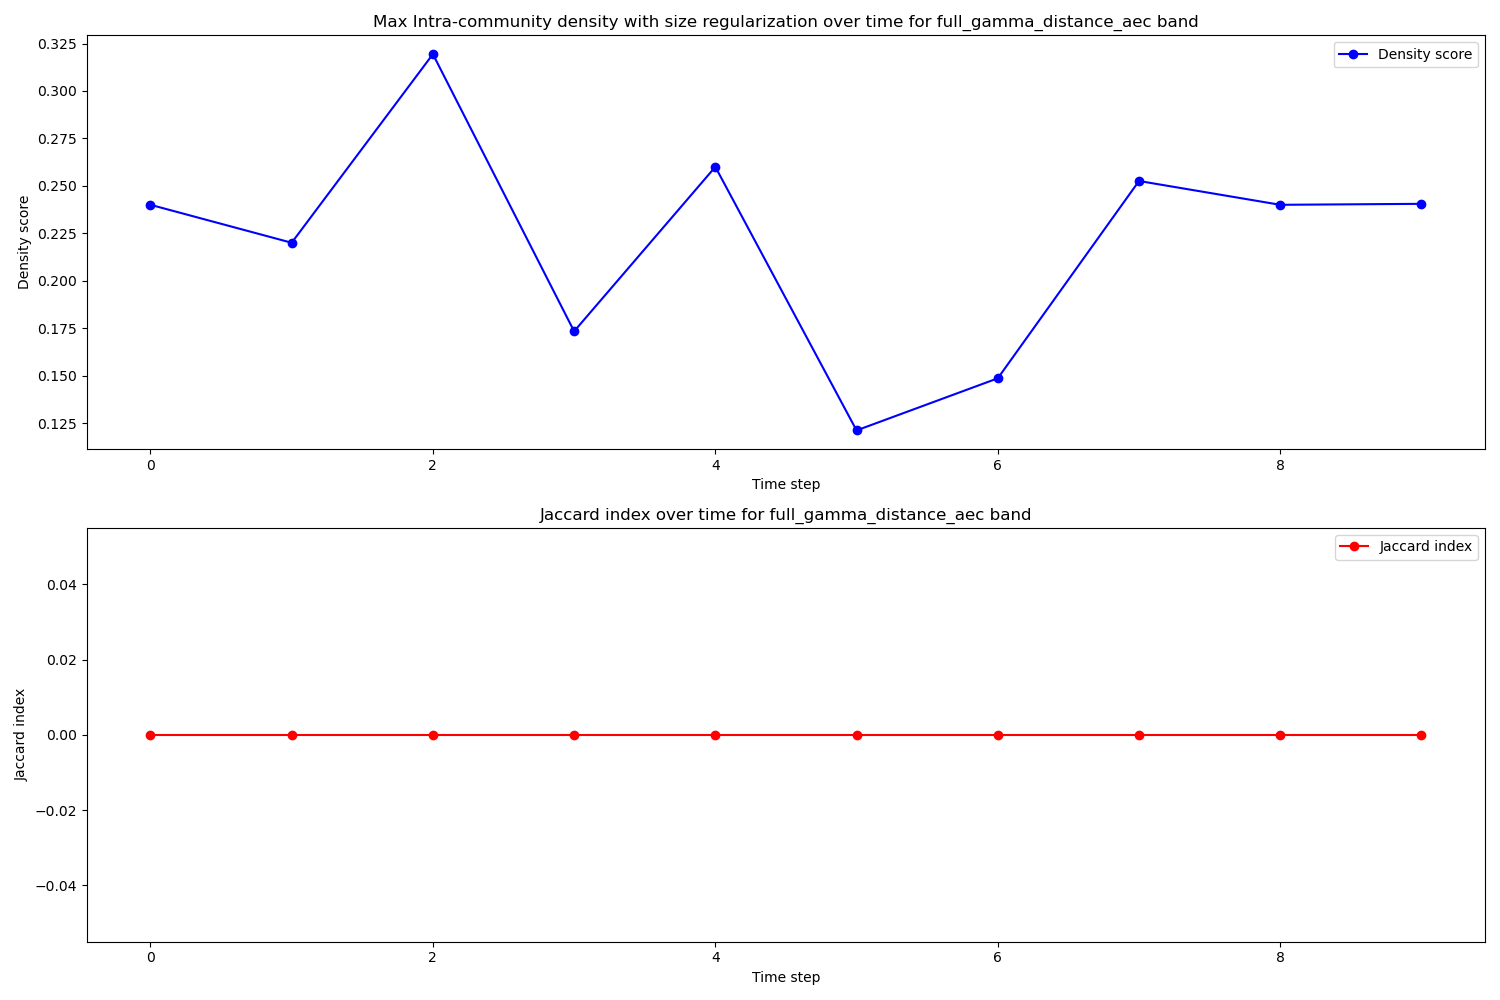 Max Intra-community density with size regularization over time for full_gamma_distance_aec band
Density score
0.325
0.300
0.275
0.250
0.225
0.200
0.175
0.150
0.125
Density score
0 2 4 6 8
Time step
Jaccard index over time for full_gamma_distance_aec band
Jaccard index
0.04
0.02
0.00
−0.02
−0.04
Jaccard index
0 2 4 6 8
Time step